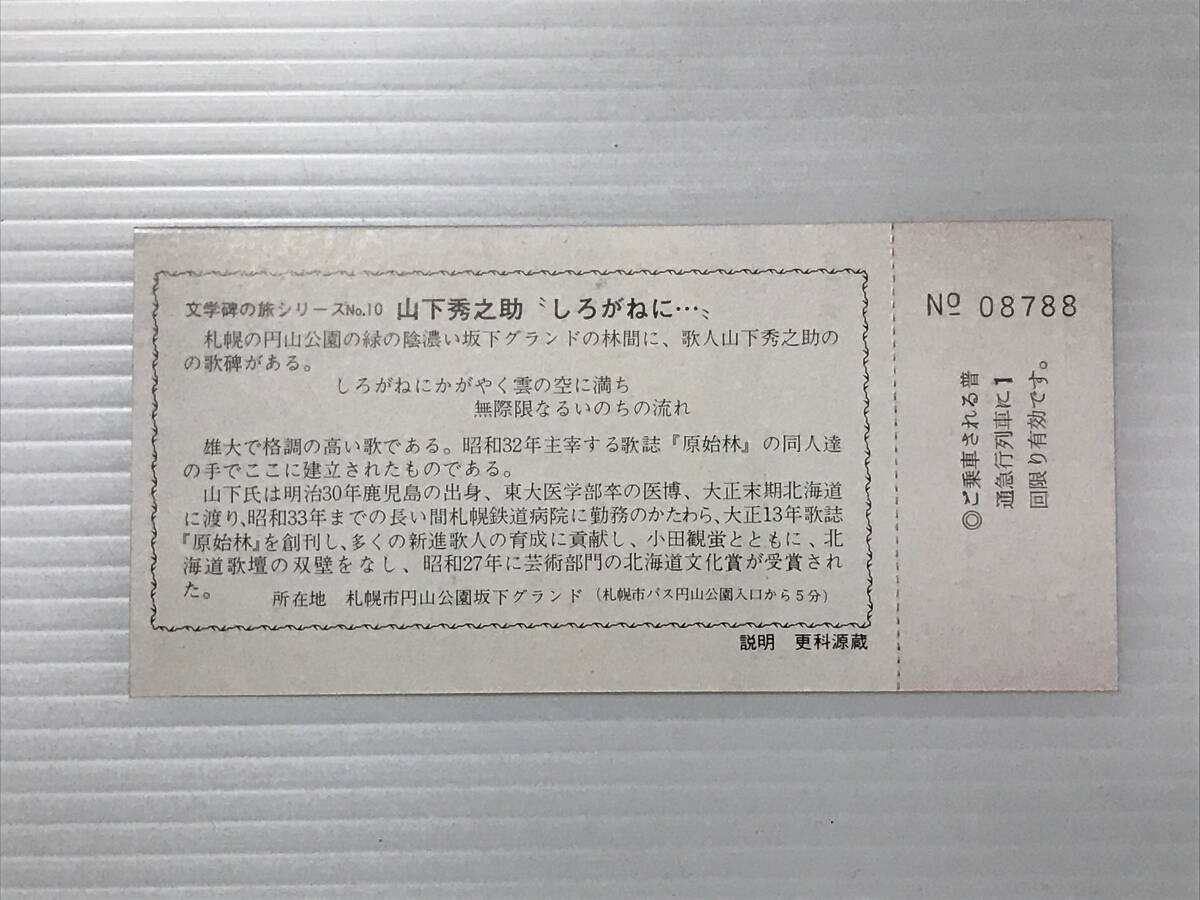 文学碑の旅シリーズNo.10 山下秀之助〝しろがねに…〟
札幌の円山公園の緑の陰濃い坂下グランドの林間に、歌人山下秀之助の
の歌碑がある。
しろがねにかがやく雲の空に満ち
無際限なるいのちの流れ
雄大で格調の高い歌である。昭和32年主宰する歌誌『原始林』の同人達
の手でここに建立されたものである。
山下氏は明治30年鹿児島の出身、東大医学部卒の医博、大正末期北海道
に渡り、昭和33年までの長い間札幌鉄道病院に勤務のかたわら、大正13年歌誌
『原始林』を創刊し、多くの新進歌人の育成に貢献し、小田観蛍とともに、北
海道歌壇の双壁をなし、昭和27年に芸術部門の北海道文化賞が受賞され
た。
所在地 札幌市円山公園坂下グランド（札幌市バス円山公園入口から5分）
説明 更科源蔵
No 08788
◎ご乗車される普
通急行列車に1
回限り有効です。